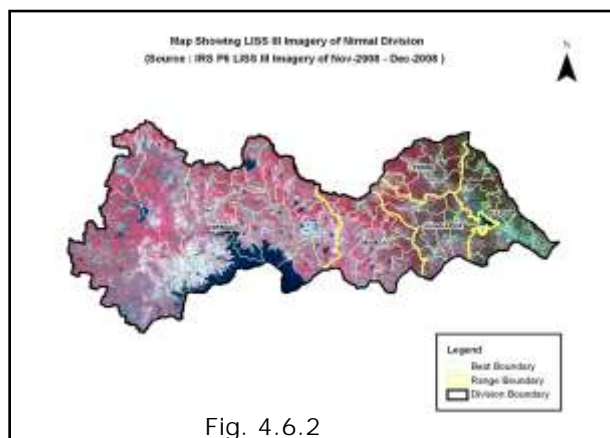 Map Showing LISS III Imagery of Nirmal Division
(Source : IRS P6 LISS III Imagery of Nov-2008 - Dec-2008 )
N
Legend
Beat Boundary
Range Boundary
Division Boundary
Fig. 4.6.2